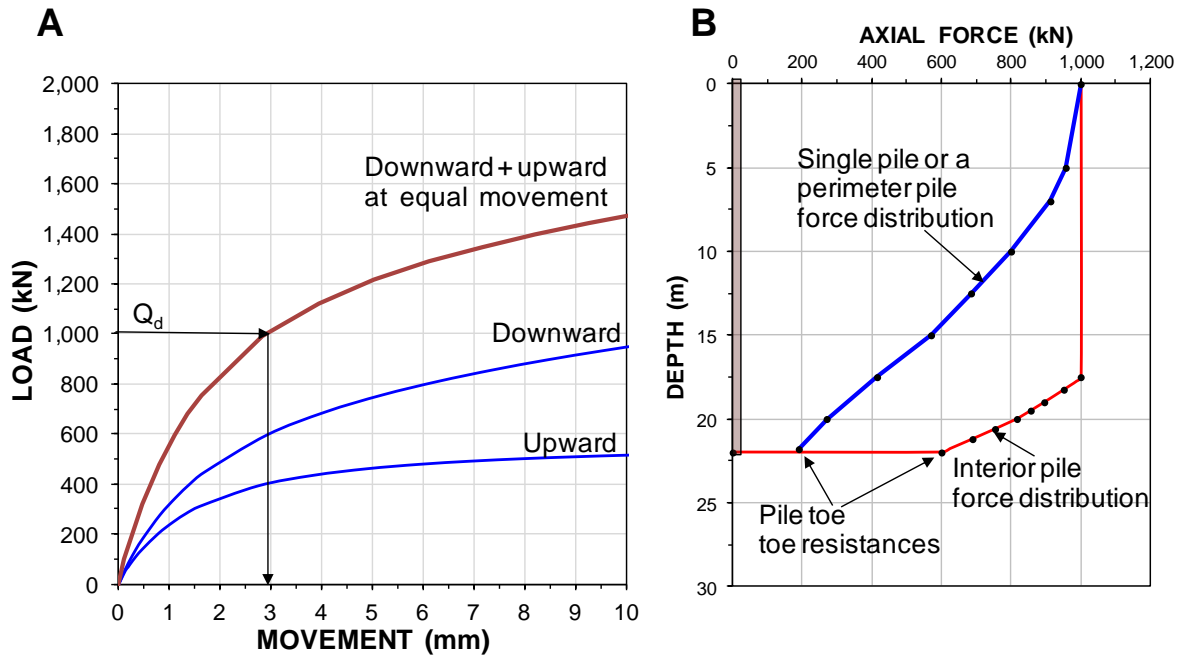 A
2,000
1,800
1,600
1,400
1,200
1,000
800
600
400
200
0
LOAD (kN)
Downward+upward
at equal movement
Qd
Downward
Upward
0 1 2 3 4 5 6 7 8 9 10
MOVEMENT (mm)
B
AXIAL FORCE (kN)
0 200 400 600 800 1,000 1,200
0
5
10
15
20
25
30
DEPTH (m)
Single pile or a
perimeter pile
force distribution
Interior pile
force distribution
Pile toe
toe resistances